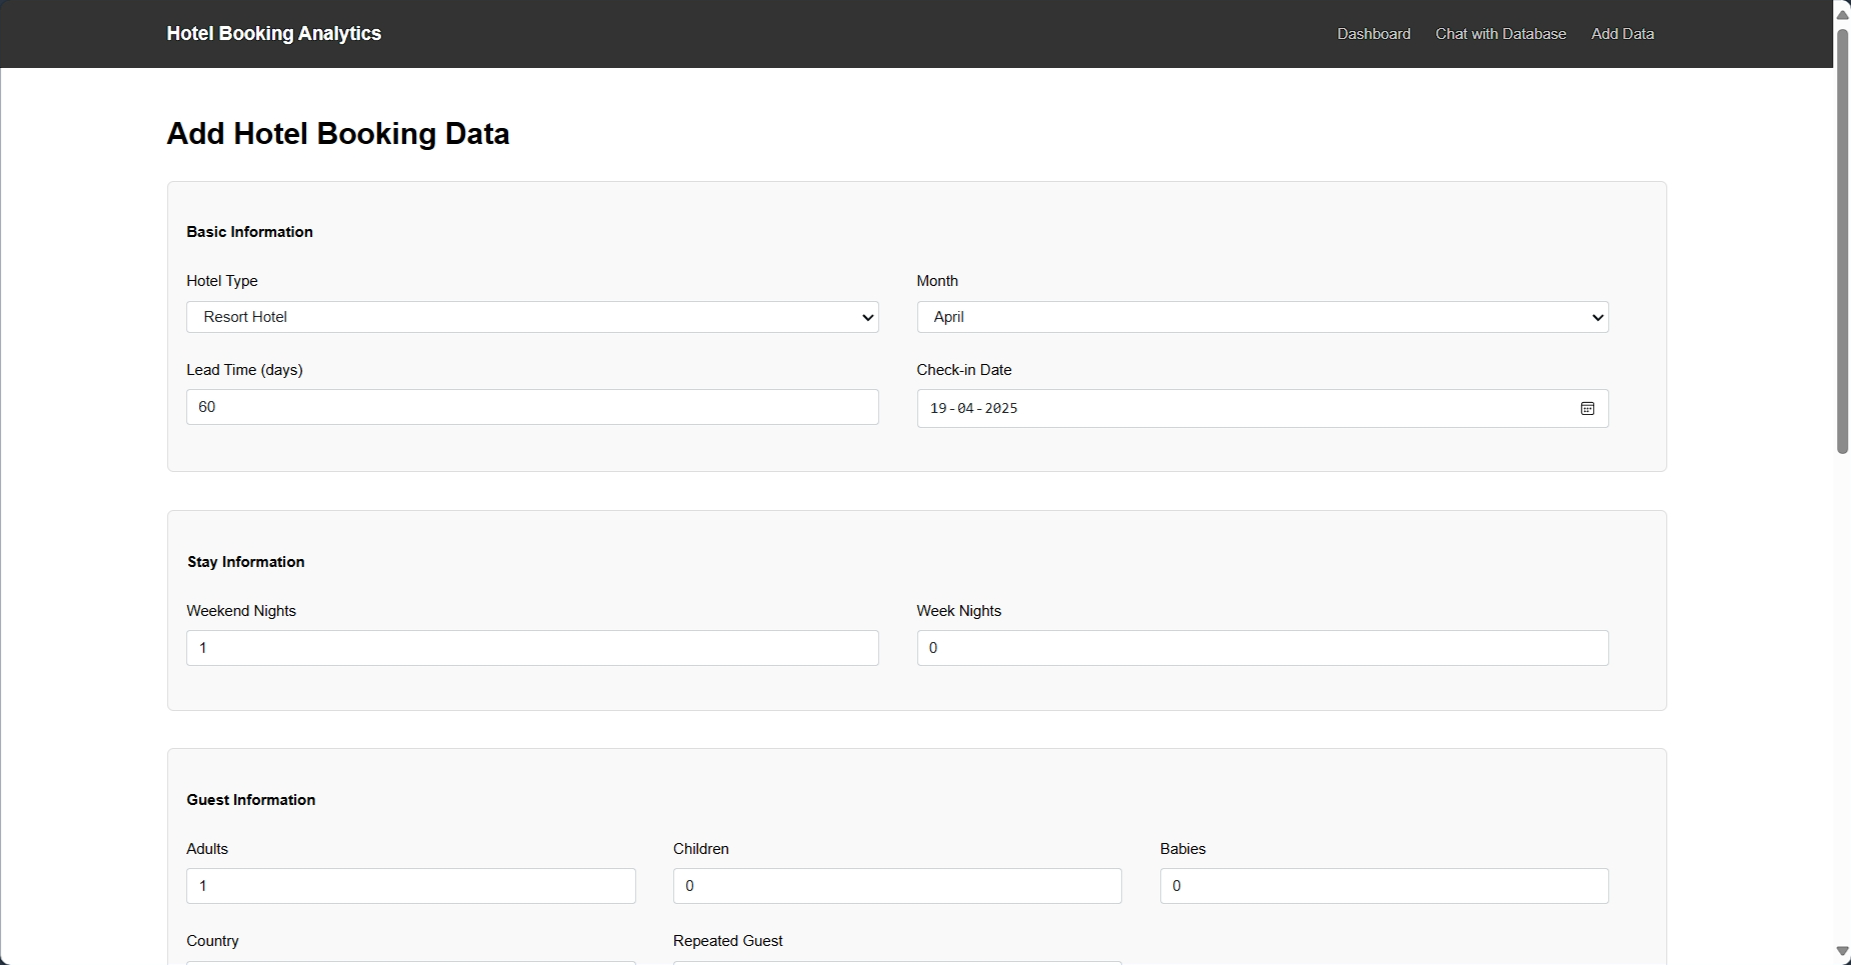 Hotel Booking Analytics
Dashboard Chat with Database Add Data
Add Hotel Booking Data
Basic Information
Hotel Type Month
Resort Hotel April
Lead Time (days) Check-in Date
60 19-04-2025
Stay Information
Weekend Nights Week Nights
1 0
Guest Information
Adults Children Babies
1 0 0
Country Repeated Guest